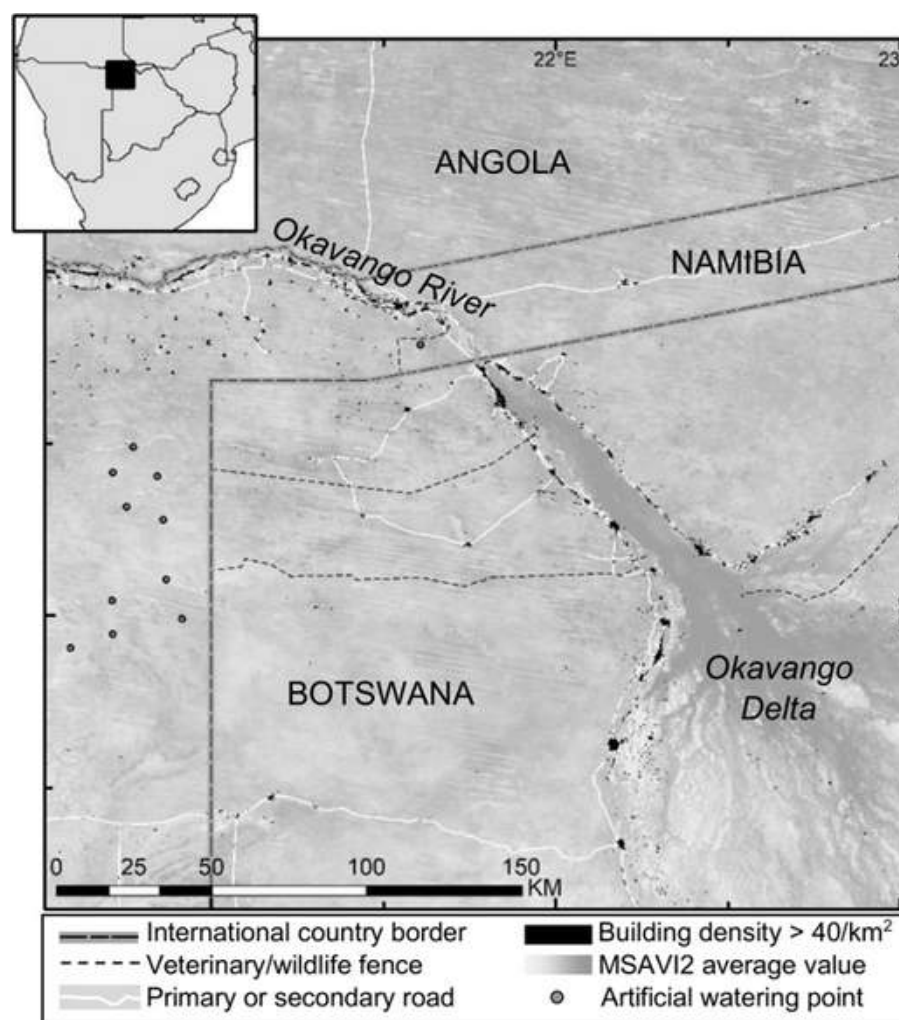 22°E
23
ANGOLA
Okavango River
NAMIBIA
BOTSWANA
Okavango
Delta
0 25 50 100 150
KM
International country border
Building density > 40/km²
Veterinary/wildlife fence
MSAVI2 average value
Primary or secondary road
Artificial watering point